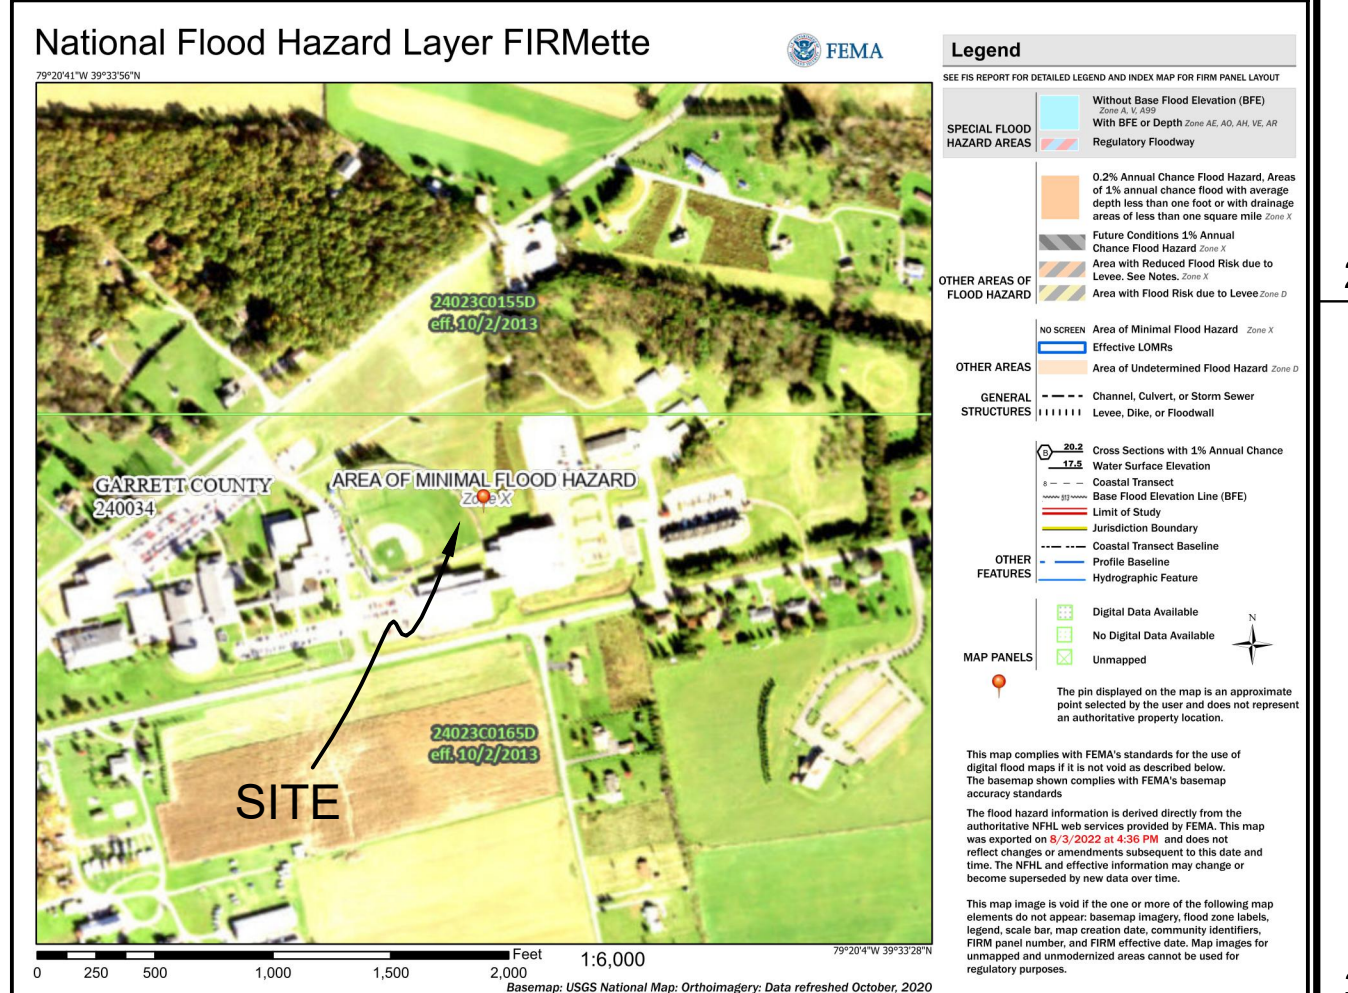 National Flood Hazard Layer FIRMette
FEMA
79°20'41"W 39°33'56"N
24023C0155D
eff. 10/2/2013
GARRETT COUNTY
240034
AREA OF MINIMAL FLOOD HAZARD
Zone X
24023C0165D
eff. 10/2/2013
SITE
79°20'4"W 39°33'28"N
Feet
0 250 500 1,000 1,500 2,000
1:6,000
Basemap: USGS National Map: Orthoimagery: Data refreshed October, 2020
Legend
SEE FIS REPORT FOR DETAILED LEGEND AND INDEX MAP FOR FIRM PANEL LAYOUT
SPECIAL FLOOD
HAZARD AREAS
Without Base Flood Elevation (BFE)
Zone A, V, A99
With BFE or Depth Zone AE, AO, AH, VE, AR
Regulatory Floodway
OTHER AREAS OF
FLOOD HAZARD
0.2% Annual Chance Flood Hazard, Areas
of 1% annual chance flood with average
depth less than one foot or with drainage
areas of less than one square mile Zone X
Future Conditions 1% Annual
Chance Flood Hazard Zone X
Area with Reduced Flood Risk due to
Levee. See Notes. Zone X
Area with Flood Risk due to Levee Zone D
OTHER AREAS
NO SCREEN Area of Minimal Flood Hazard Zone X
Effective LOMRs
Area of Undetermined Flood Hazard Zone D
GENERAL
STRUCTURES
Channel, Culvert, or Storm Sewer
Levee, Dike, or Floodwall
OTHER
FEATURES
B 20.2 Cross Sections with 1% Annual Chance
17.5 Water Surface Elevation
8 Coastal Transect
513 Base Flood Elevation Line (BFE)
Limit of Study
Jurisdiction Boundary
Coastal Transect Baseline
Profile Baseline
Hydrographic Feature
MAP PANELS
Digital Data Available
No Digital Data Available
Unmapped
N
The pin displayed on the map is an approximate
point selected by the user and does not represent
an authoritative property location.
This map complies with FEMA's standards for the use of
digital flood maps if it is not void as described below.
The basemap shown complies with FEMA's basemap
accuracy standards
The flood hazard information is derived directly from the
authoritative NFHL web services provided by FEMA. This map
was exported on 8/3/2022 at 4:36 PM and does not
reflect changes or amendments subsequent to this date and
time. The NFHL and effective information may change or
become superseded by new data over time.
This map image is void if the one or more of the following map
elements do not appear: basemap imagery, flood zone labels,
legend, scale bar, map creation date, community identifiers,
FIRM panel number, and FIRM effective date. Map images for
unmapped and unmodernized areas cannot be used for
regulatory purposes.